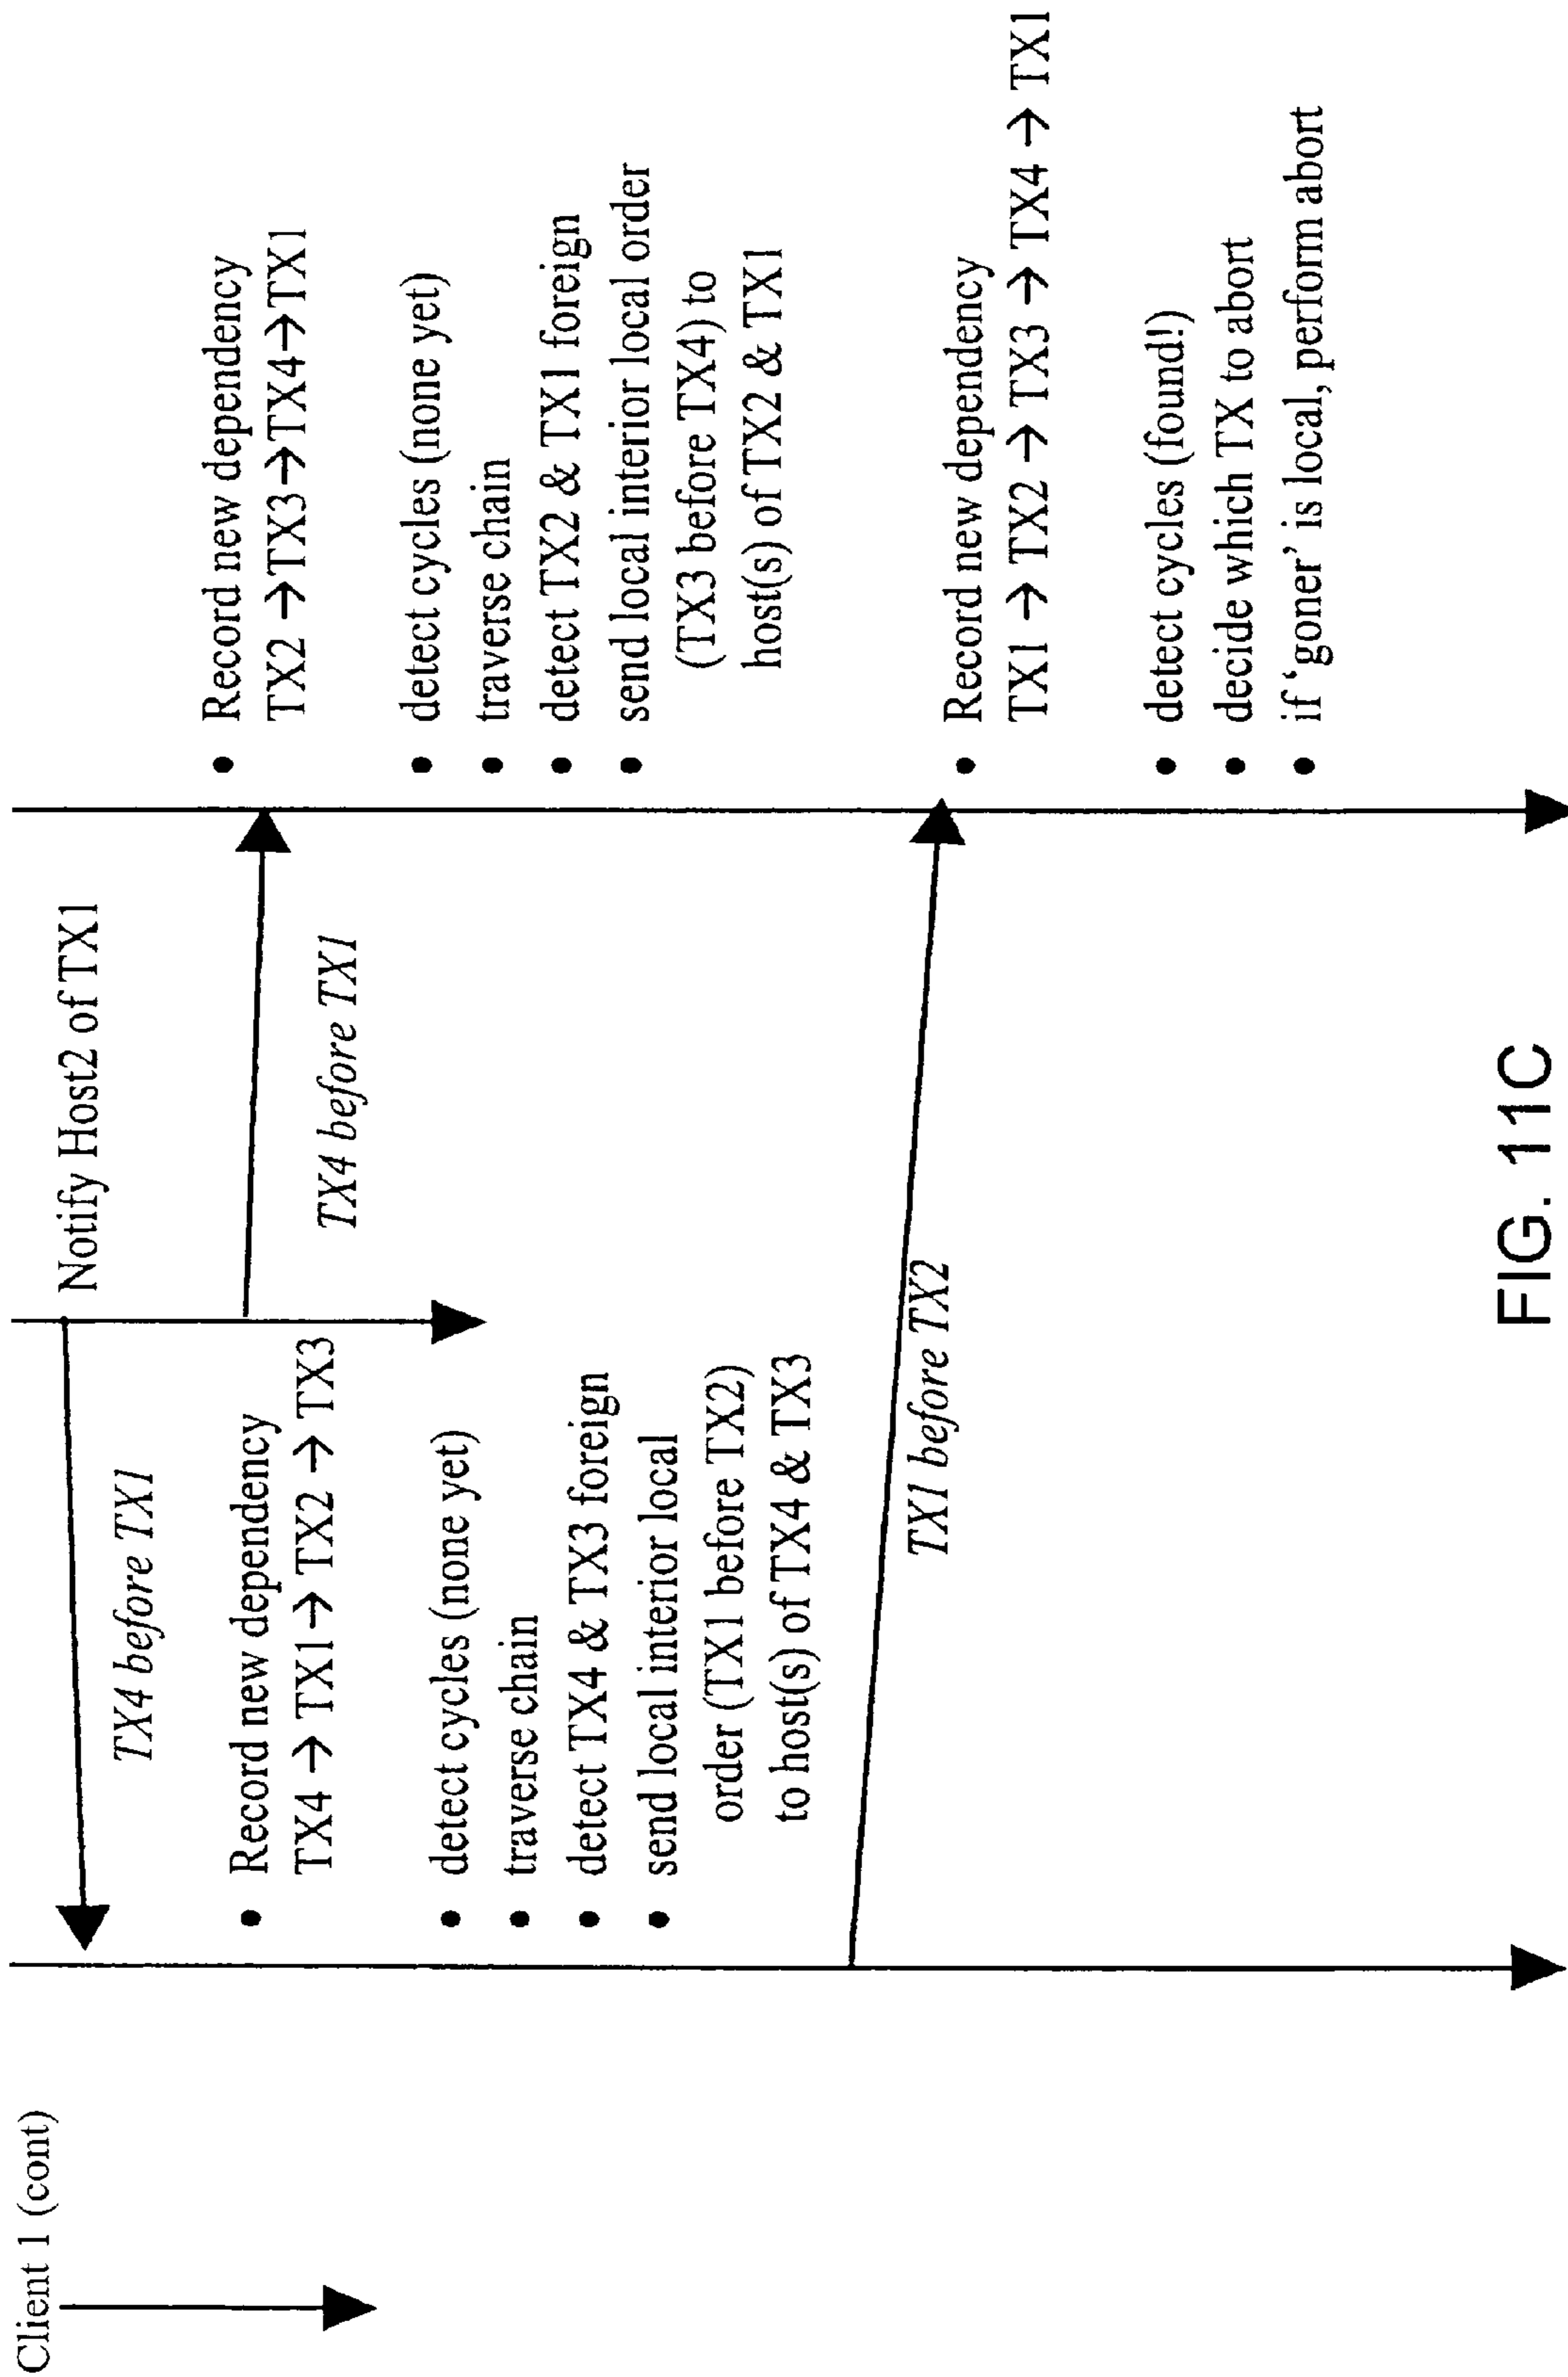 Client 1 (cont)
Notify Host2 of TX1
TX4 before TX1
• Record new dependency
TX4 → TX1 → TX2 → TX3
• detect cycles (none yet)
• traverse chain
• detect TX4 & TX3 foreign
• send local interior local
order (TX1 before TX2)
to host(s) of TX4 & TX3
TX4 before TX1
• Record new dependency
TX2 → TX3 → TX4 → TX1
• detect cycles (none yet)
• traverse chain
• detect TX2 & TX1 foreign
• send local interior local order
(TX3 before TX4) to
host(s) of TX2 & TX1
TX1 before TX2
• Record new dependency
TX1 → TX2 → TX3 → TX4 → TX1
• detect cycles (found!)
• decide which TX to abort
• if 'goner' is local, perform abort
FIG. 11C